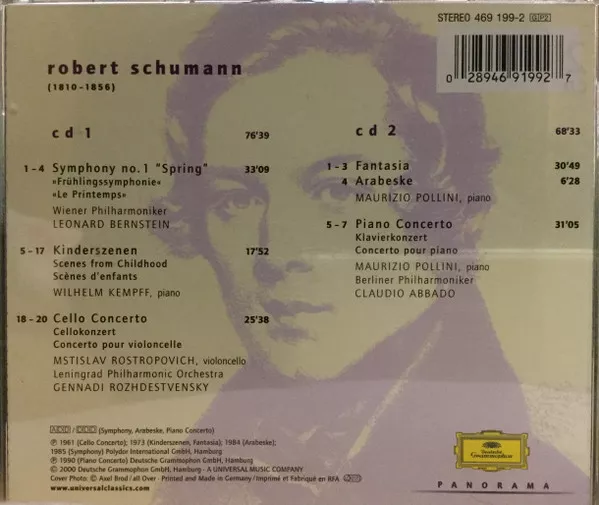 STEREO 469 199-2 GP2
0 28946 91992 7
robert schumann
(1810-1856)
cd 1 76'39
1-4 Symphony no. 1 "Spring" 33'09
»Frühlingssymphonie«
«Le Printemps»
Wiener Philharmoniker
LEONARD BERNSTEIN
5-17 Kinderszenen 17'52
Scenes from Childhood
Scènes d'enfants
WILHELM KEMPFF, piano
18-20 Cello Concerto 25'38
Cellokonzert
Concerto pour violoncelle
MSTISLAV ROSTROPOVICH, violoncello
Leningrad Philharmonic Orchestra
GENNADI ROZHDESTVENSKY
cd 2 68'33
1-3 Fantasia 30'49
4 Arabeske 6'28
MAURIZIO POLLINI, piano
5-7 Piano Concerto 31'05
Klavierkonzert
Concerto pour piano
MAURIZIO POLLINI, piano
Berliner Philharmoniker
CLAUDIO ABBADO
ADD / DDD (Symphony, Arabeske, Piano Concerto)
℗ 1961 (Cello Concerto); 1973 (Kinderszenen, Fantasia); 1984 (Arabeske);
1985 (Symphony) Polydor International GmbH, Hamburg
℗ 1990 (Piano Concerto) Deutsche Grammophon GmbH, Hamburg
© 2000 Deutsche Grammophon GmbH, Hamburg - A UNIVERSAL MUSIC COMPANY
Cover Photo: © Axel Brod / all Over · Printed and Made in Germany / Imprimé et Fabriqué en RFA
www.universalclassics.com
Deutsche
Grammophon
PANORAMA